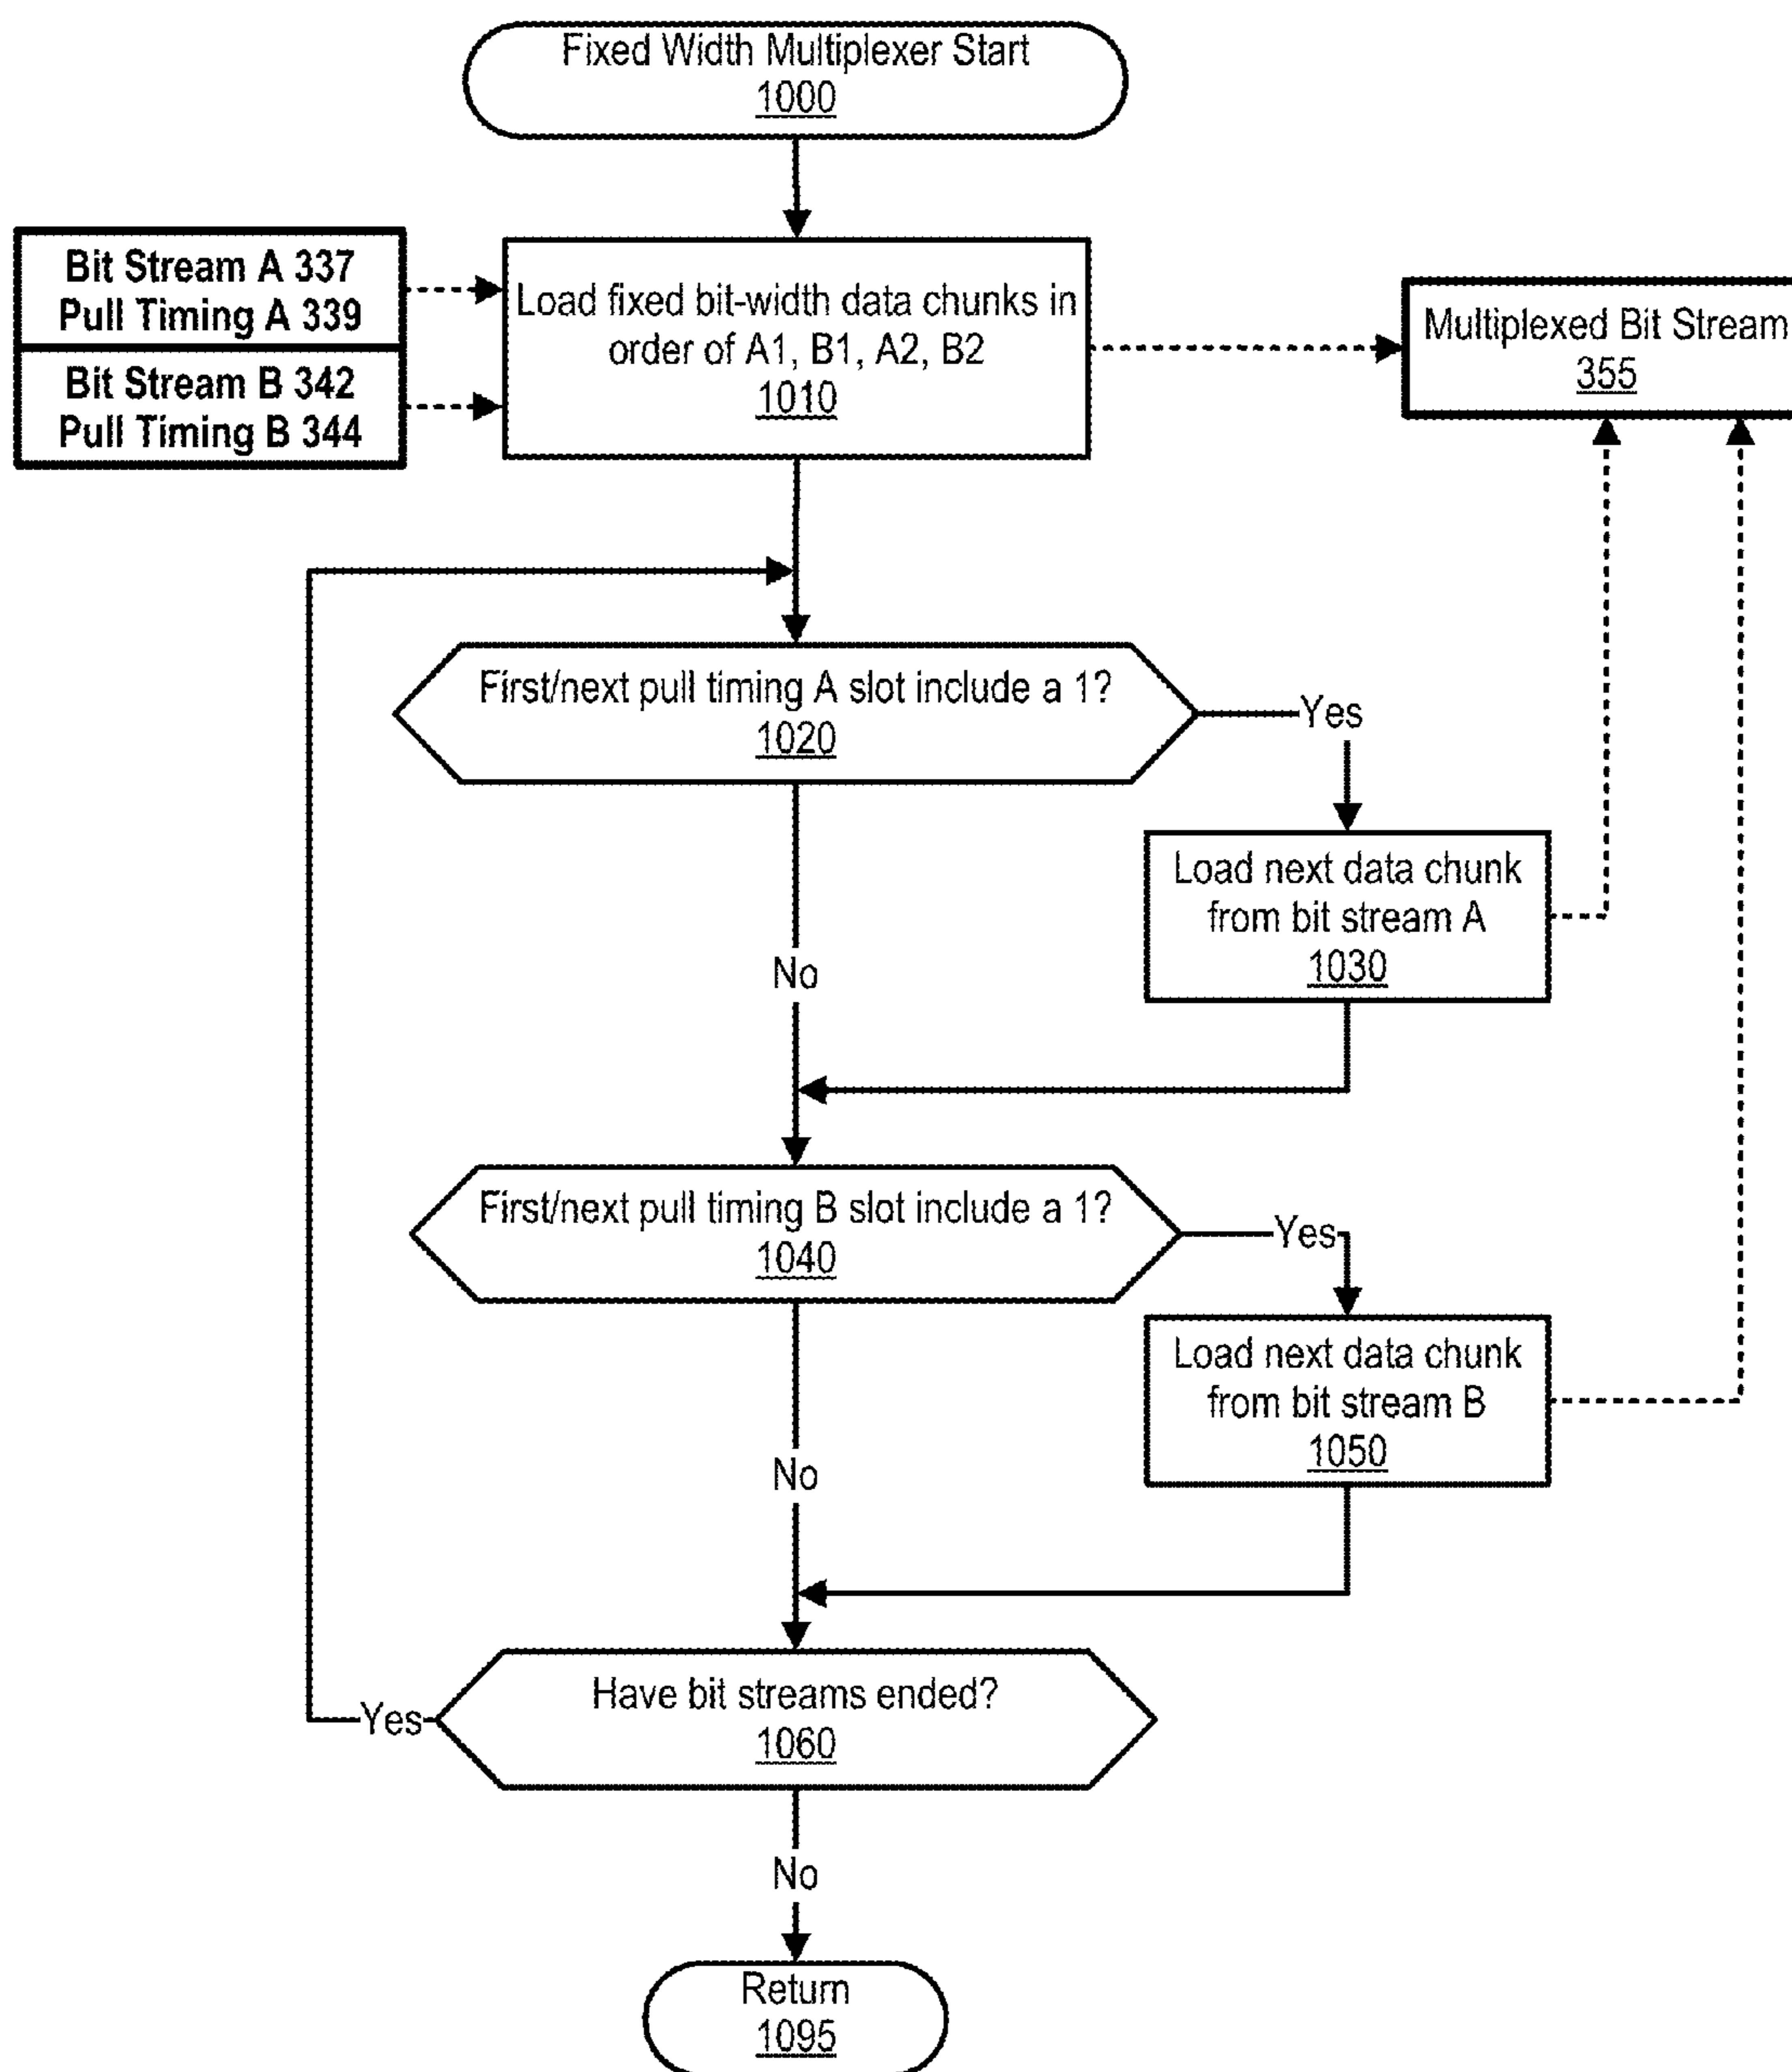 Fixed Width Multiplexer Start
1000
Bit Stream A 337
Pull Timing A 339
Bit Stream B 342
Pull Timing B 344
Load fixed bit-width data chunks in
order of A1, B1, A2, B2
1010
Multiplexed Bit Stream
355
First/next pull timing A slot include a 1?
1020
Yes
Load next data chunk
from bit stream A
1030
No
First/next pull timing B slot include a 1?
1040
Yes
Load next data chunk
from bit stream B
1050
No
Have bit streams ended?
1060
Yes
No
Return
1095